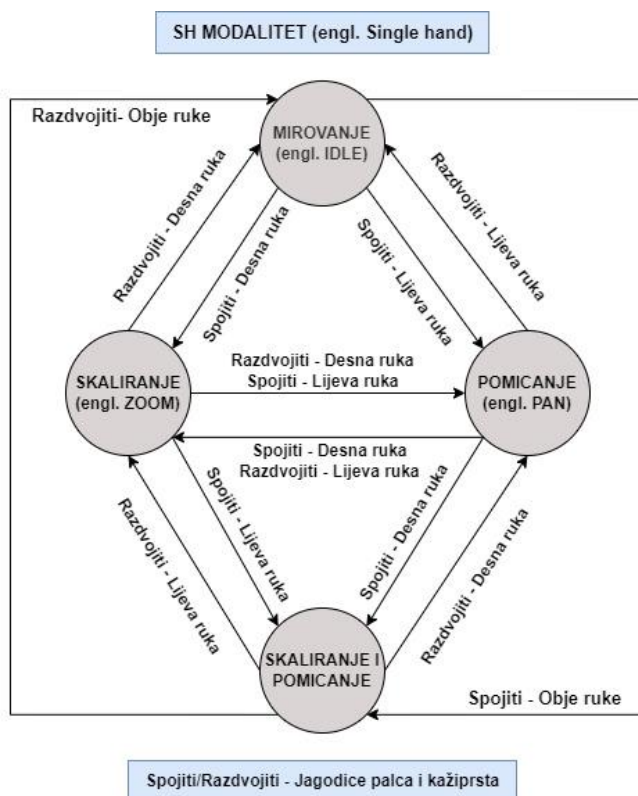 SH MODALITET (engl. Single hand)
Razdvojiti- Obje ruke
MIROVANJE
(engl. IDLE)
Razdvojiti - Desna ruka
Spojiti - Desna ruka
Spojiti - Lijeva ruka
Razdvojiti - Lijeva ruka
SKALIRANJE
(engl. ZOOM)
Razdvojiti - Desna ruka
Spojiti - Lijeva ruka
POMICANJE
(engl. PAN)
Spojiti - Desna ruka
Razdvojiti - Lijeva ruka
Razdvojiti - Lijeva ruka
Spojiti - Lijeva ruka
Spojiti - Desna ruka
Razdvojiti - Desna ruka
SKALIRANJE I
POMICANJE
Spojiti - Obje ruke
Spojiti/Razdvojiti - Jagodice palca i kažiprsta